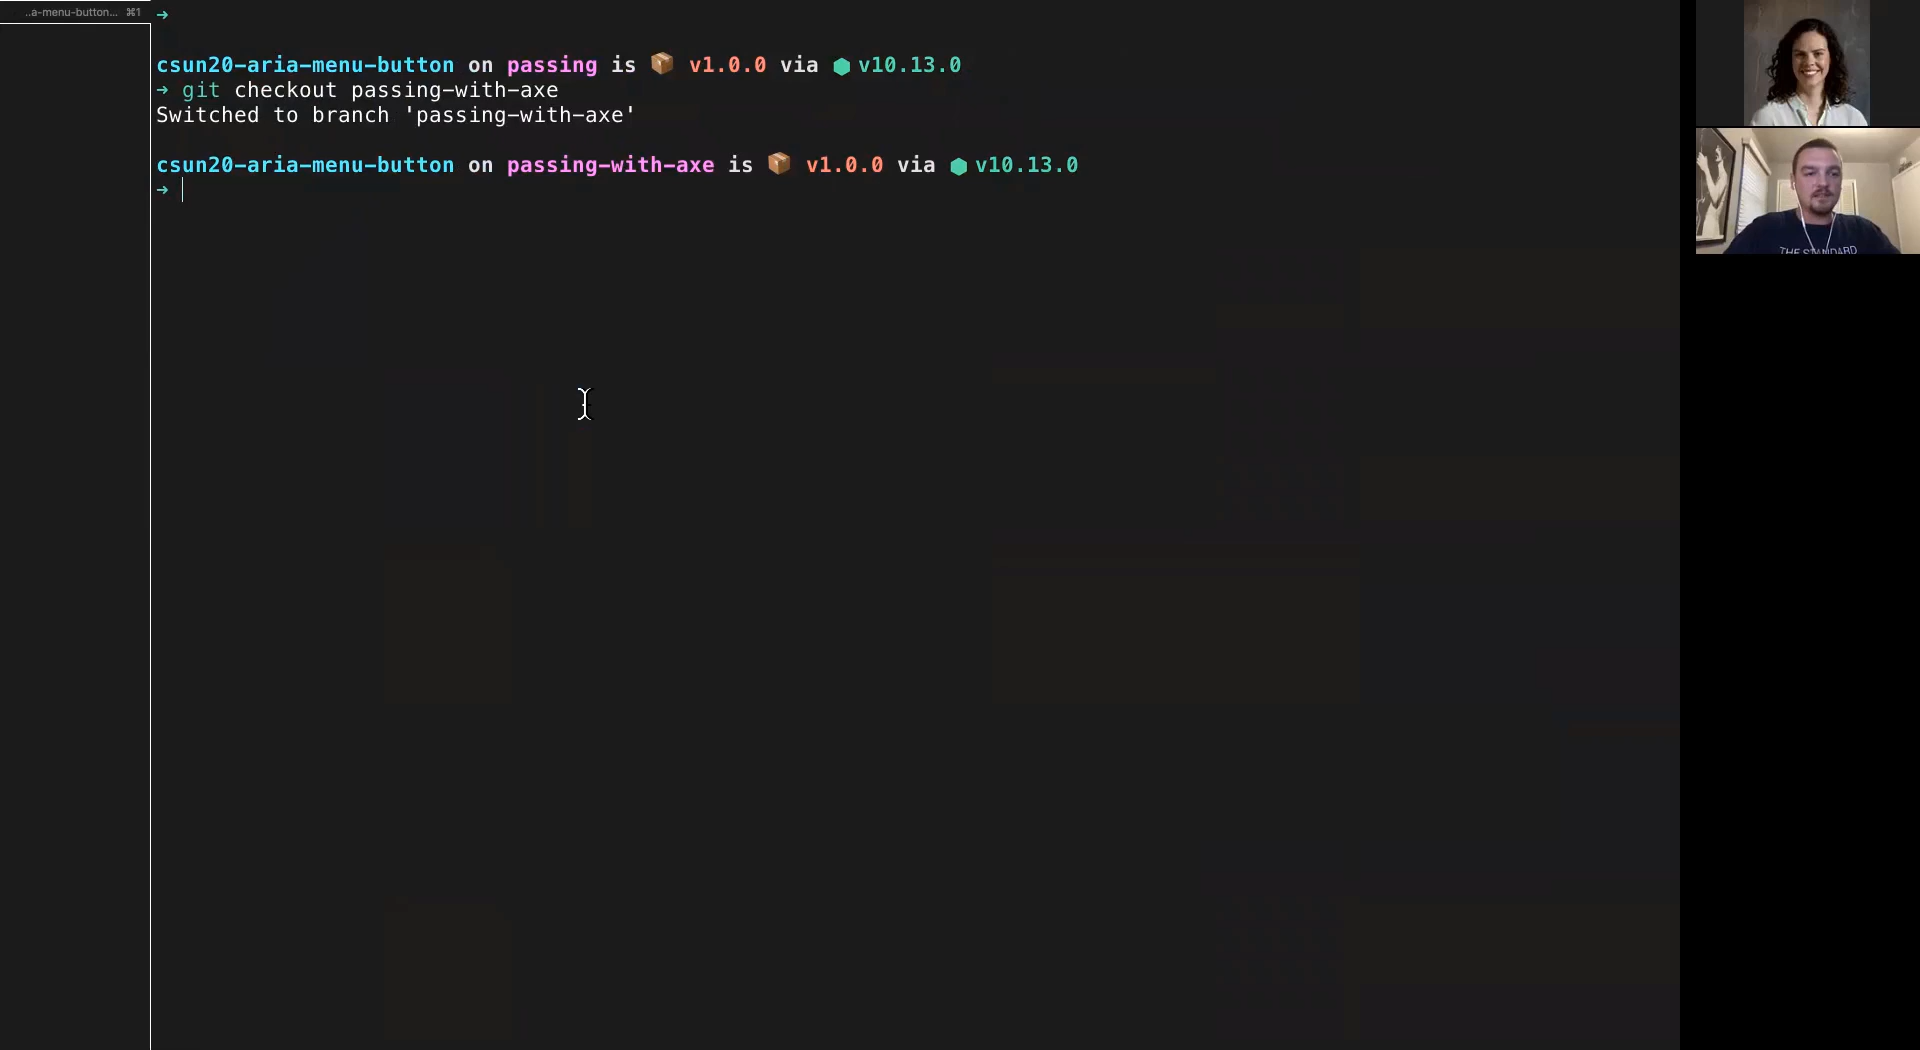 ..a-menu-button... ⌘1
➜
csun20-aria-menu-button on passing is 📦 v1.0.0 via ⬢ v10.13.0
➜ git checkout passing-with-axe
Switched to branch 'passing-with-axe'
csun20-aria-menu-button on passing-with-axe is 📦 v1.0.0 via ⬢ v10.13.0
➜
THE STANDARD